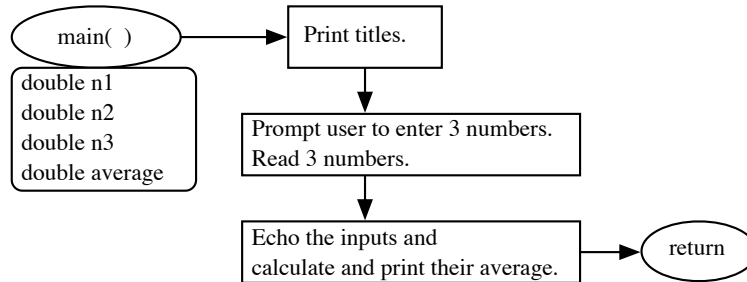 main(  )
double n1
double n2
double n3
double average
Print titles.
Prompt user to enter 3 numbers.
Read 3 numbers.
Echo the inputs and
calculate and print their average.
return